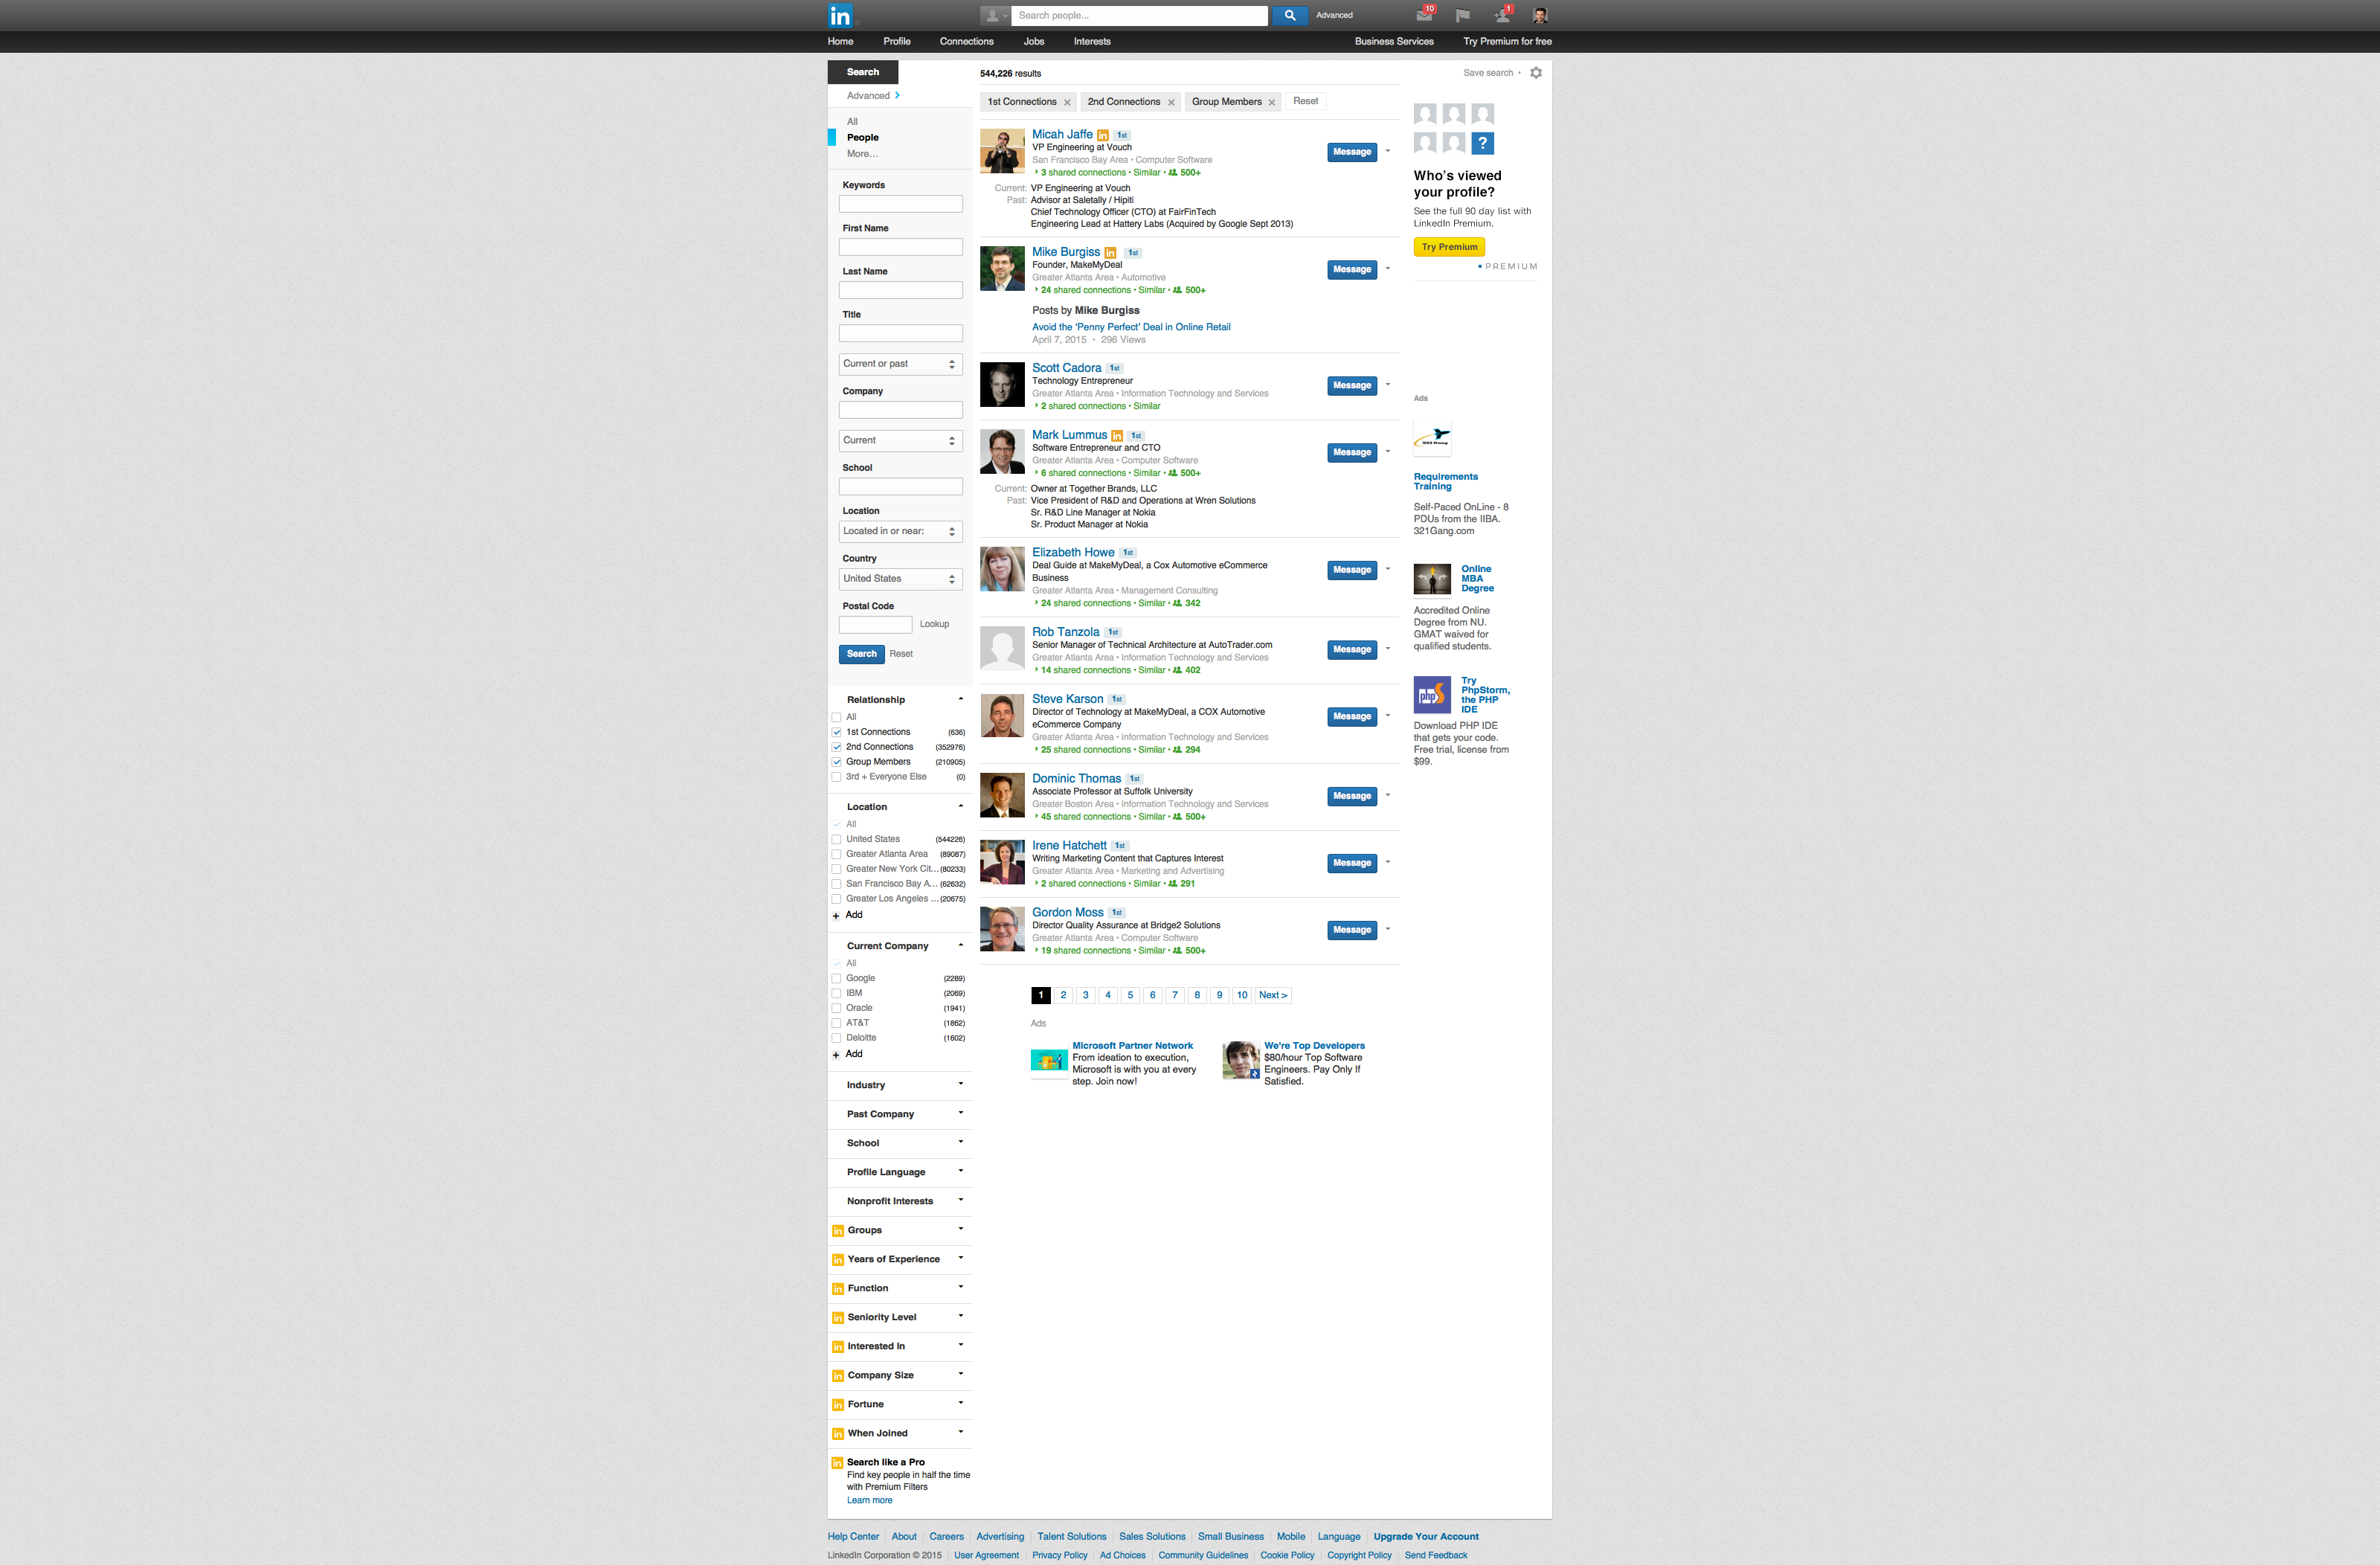 in
Search people...
Advanced
10
1
Home
Profile
Connections
Jobs
Interests
Business Services
Try Premium for free
Search
Advanced
All
People
More...
Keywords
First Name
Last Name
Title
Current or past
Company
Current
School
Location
Located in or near:
Country
United States
Postal Code
Lookup
Search Reset
Relationship
All
1st Connections (636)
2nd Connections (352976)
Group Members (210905)
3rd + Everyone Else (0)
Location
All
United States (544226)
Greater Atlanta Area (89087)
Greater New York Cit... (80233)
San Francisco Bay A... (62632)
Greater Los Angeles ... (20675)
+ Add
Current Company
All
Google (2289)
IBM (2069)
Oracle (1941)
AT&T (1862)
Deloitte (1602)
+ Add
Industry
Past Company
School
Profile Language
Nonprofit Interests
in Groups
in Years of Experience
in Function
in Seniority Level
in Interested In
in Company Size
in Fortune
in When Joined
in Search like a Pro
Find key people in half the time
with Premium Filters
Learn more
544,226 results
Save search •
1st Connections ×
2nd Connections ×
Group Members ×
Reset
Micah Jaffe in 1st
VP Engineering at Vouch
San Francisco Bay Area • Computer Software
3 shared connections • Similar • 500+
Message
Current: VP Engineering at Vouch
Past: Advisor at Saletally / Hipiti
Chief Technology Officer (CTO) at FairFinTech
Engineering Lead at Hattery Labs (Acquired by Google Sept 2013)
Mike Burgiss in 1st
Founder, MakeMyDeal
Greater Atlanta Area • Automotive
24 shared connections • Similar • 500+
Message
Posts by Mike Burgiss
Avoid the 'Penny Perfect' Deal in Online Retail
April 7, 2015 • 296 Views
Scott Cadora 1st
Technology Entrepreneur
Greater Atlanta Area • Information Technology and Services
2 shared connections • Similar
Message
Mark Lummus in 1st
Software Entrepreneur and CTO
Greater Atlanta Area • Computer Software
6 shared connections • Similar • 500+
Message
Current: Owner at Together Brands, LLC
Past: Vice President of R&D and Operations at Wren Solutions
Sr. R&D Line Manager at Nokia
Sr. Product Manager at Nokia
Elizabeth Howe 1st
Deal Guide at MakeMyDeal, a Cox Automotive eCommerce
Business
Greater Atlanta Area • Management Consulting
24 shared connections • Similar • 342
Message
Rob Tanzola 1st
Senior Manager of Technical Architecture at AutoTrader.com
Greater Atlanta Area • Information Technology and Services
14 shared connections • Similar • 402
Message
Steve Karson 1st
Director of Technology at MakeMyDeal, a COX Automotive
eCommerce Company
Greater Atlanta Area • Information Technology and Services
25 shared connections • Similar • 294
Message
Dominic Thomas 1st
Associate Professor at Suffolk University
Greater Boston Area • Information Technology and Services
45 shared connections • Similar • 500+
Message
Irene Hatchett 1st
Writing Marketing Content that Captures Interest
Greater Atlanta Area • Marketing and Advertising
2 shared connections • Similar • 291
Message
Gordon Moss 1st
Director Quality Assurance at Bridge2 Solutions
Greater Atlanta Area • Computer Software
19 shared connections • Similar • 500+
Message
1 2 3 4 5 6 7 8 9 10 Next >
Ads
Microsoft Partner Network
From ideation to execution,
Microsoft is with you at every
step. Join now!
We're Top Developers
$80/hour Top Software
Engineers. Pay Only If
Satisfied.
?
Who's viewed
your profile?
See the full 90 day list with
LinkedIn Premium.
Try Premium
PREMIUM
Ads
Requirements
Training
Self-Paced OnLine - 8
PDUs from the IIBA.
321Gang.com
Online
MBA
Degree
Accredited Online
Degree from NU.
GMAT waived for
qualified students.
php
Try
PhpStorm,
the PHP
IDE
Download PHP IDE
that gets your code.
Free trial, license from
$99.
Help Center About Careers Advertising Talent Solutions Sales Solutions Small Business Mobile Language Upgrade Your Account
LinkedIn Corporation © 2015 User Agreement Privacy Policy Ad Choices Community Guidelines Cookie Policy Copyright Policy Send Feedback